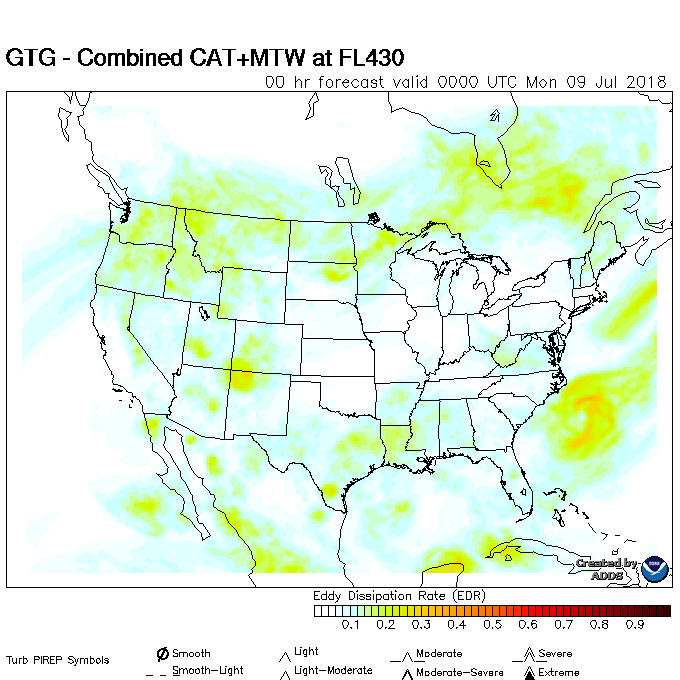 GTG - Combined CAT+MTW at FL430
00 hr forecast valid 0000 UTC Mon 09 Jul 2018
Created by
ADDS
Eddy Dissipation Rate (EDR)
0.1 0.2 0.3 0.4 0.5 0.6 0.7 0.8 0.9
Turb PIREP Symbols
Smooth Light Moderate Severe
Smooth-Light Light-Moderate Moderate-Severe Extreme